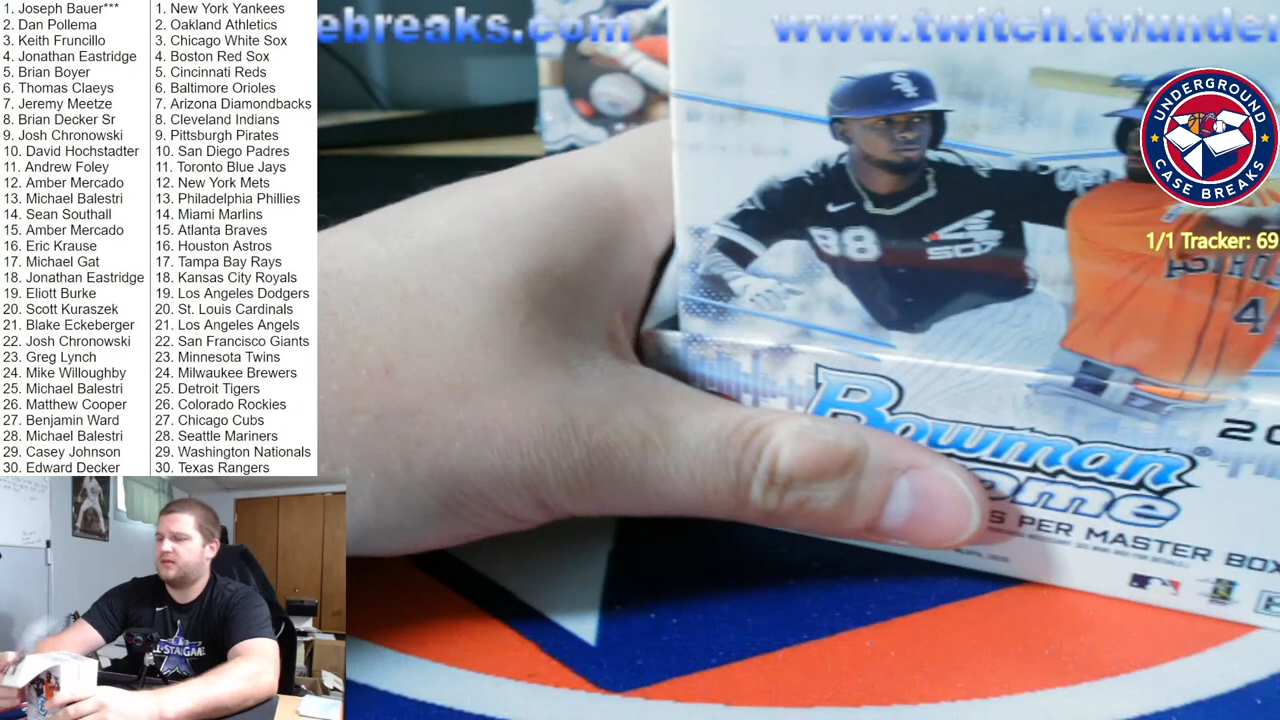 1. Joseph Bauer***
2. Dan Pollema
3. Keith Fruncillo
4. Jonathan Eastridge
5. Brian Boyer
6. Thomas Claeys
7. Jeremy Meetze
8. Brian Decker Sr
9. Josh Chronowski
10. David Hochstadter
11. Andrew Foley
12. Amber Mercado
13. Michael Balestri
14. Sean Southall
15. Amber Mercado
16. Eric Krause
17. Michael Gat
18. Jonathan Eastridge
19. Eliott Burke
20. Scott Kuraszek
21. Blake Eckeberger
22. Josh Chronowski
23. Greg Lynch
24. Mike Willoughby
25. Michael Balestri
26. Matthew Cooper
27. Benjamin Ward
28. Michael Balestri
29. Casey Johnson
30. Edward Decker
1. New York Yankees
2. Oakland Athletics
3. Chicago White Sox
4. Boston Red Sox
5. Cincinnati Reds
6. Baltimore Orioles
7. Arizona Diamondbacks
8. Cleveland Indians
9. Pittsburgh Pirates
10. San Diego Padres
11. Toronto Blue Jays
12. New York Mets
13. Philadelphia Phillies
14. Miami Marlins
15. Atlanta Braves
16. Houston Astros
17. Tampa Bay Rays
18. Kansas City Royals
19. Los Angeles Dodgers
20. St. Louis Cardinals
21. Los Angeles Angels
22. San Francisco Giants
23. Minnesota Twins
24. Milwaukee Brewers
25. Detroit Tigers
26. Colorado Rockies
27. Chicago Cubs
28. Seattle Mariners
29. Washington Nationals
30. Texas Rangers
ebreaks.com
www.twitch.tv/under
UNDERGROUND
CASE BREAKS
1/1 Tracker: 69
88
SOX
4
Bowman
ome
20
S PER MASTER BOX